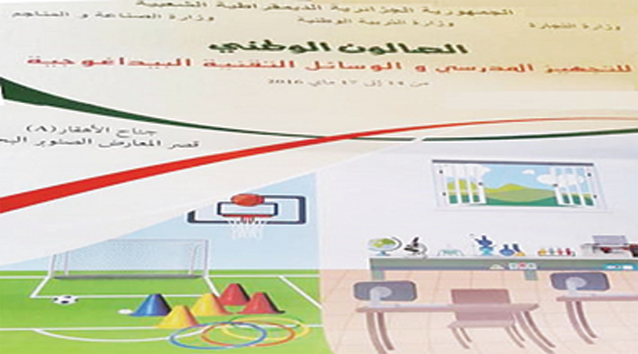 الجمهورية الجزائرية الديمقراطية الشعبية
وزارة التجارة وزارة التربية الوطنية وزارة الصناعة و المناجم
الصالون الوطني
للتجهيز المدرسي و الوسائل التقنية البيداغوجية
من 14 إلى 17 ماي 2016
جناح الأهقار (A)
قصر المعارض الصنوبر البح